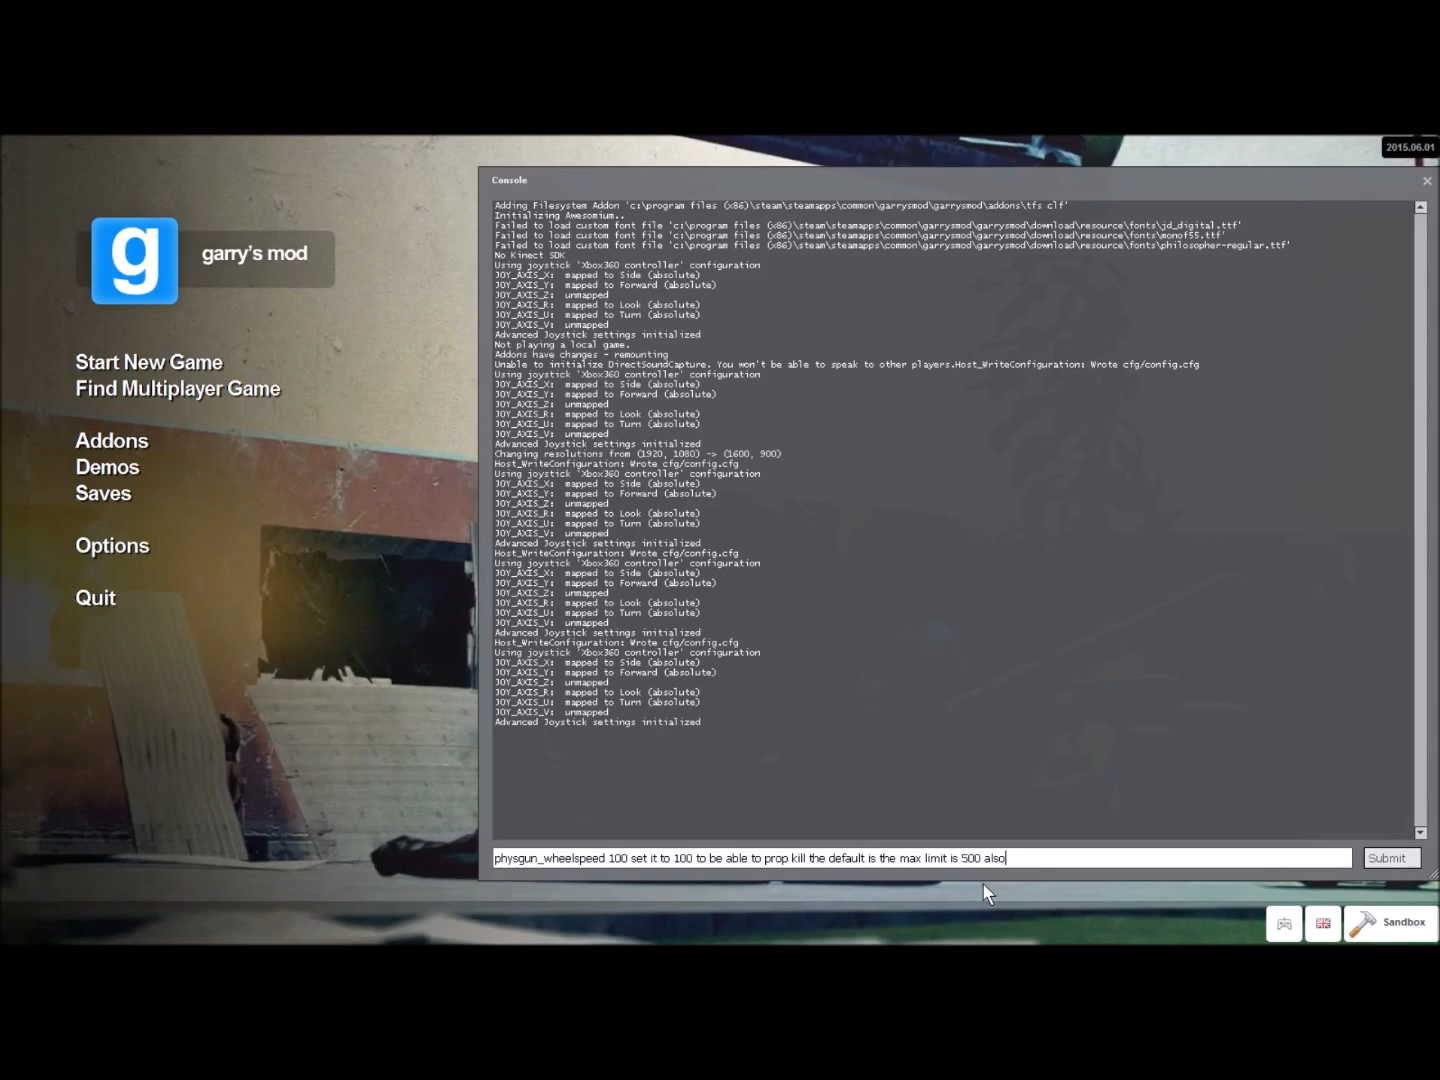 2015.06.01
Console
Adding Filesystem Addon 'c:\program files (x86)\steam\steamapps\common\garrysmod\garrysmod\addons\tfs clf'
Initializing Awesomium..
Failed to load custom font file 'c:\program files (x86)\steam\steamapps\common\garrysmod\garrysmod\download\resource\fonts\jd_digital.ttf'
Failed to load custom font file 'c:\program files (x86)\steam\steamapps\common\garrysmod\garrysmod\download\resource\fonts\monof55.ttf'
Failed to load custom font file 'c:\program files (x86)\steam\steamapps\common\garrysmod\garrysmod\download\resource\fonts\philosopher-regular.ttf'
No Kinect SDK
Using joystick 'Xbox360 controller' configuration
JOY_AXIS_X: mapped to Side (absolute)
JOY_AXIS_Y: mapped to Forward (absolute)
JOY_AXIS_Z: unmapped
JOY_AXIS_R: mapped to Look (absolute)
JOY_AXIS_U: mapped to Turn (absolute)
JOY_AXIS_V: unmapped
Advanced Joystick settings initialized
Not playing a local game.
Addons have changes - remounting
Unable to initialize DirectSoundCapture. You won't be able to speak to other players.Host_WriteConfiguration: Wrote cfg/config.cfg
Using joystick 'Xbox360 controller' configuration
JOY_AXIS_X: mapped to Side (absolute)
JOY_AXIS_Y: mapped to Forward (absolute)
JOY_AXIS_Z: unmapped
JOY_AXIS_R: mapped to Look (absolute)
JOY_AXIS_U: mapped to Turn (absolute)
JOY_AXIS_V: unmapped
Advanced Joystick settings initialized
Changing resolutions from (1920, 1080) -> (1600, 900)
Host_WriteConfiguration: Wrote cfg/config.cfg
Using joystick 'Xbox360 controller' configuration
JOY_AXIS_X: mapped to Side (absolute)
JOY_AXIS_Y: mapped to Forward (absolute)
JOY_AXIS_Z: unmapped
JOY_AXIS_R: mapped to Look (absolute)
JOY_AXIS_U: mapped to Turn (absolute)
JOY_AXIS_V: unmapped
Advanced Joystick settings initialized
Host_WriteConfiguration: Wrote cfg/config.cfg
Using joystick 'Xbox360 controller' configuration
JOY_AXIS_X: mapped to Side (absolute)
JOY_AXIS_Y: mapped to Forward (absolute)
JOY_AXIS_Z: unmapped
JOY_AXIS_R: mapped to Look (absolute)
JOY_AXIS_U: mapped to Turn (absolute)
JOY_AXIS_V: unmapped
Advanced Joystick settings initialized
Host_WriteConfiguration: Wrote cfg/config.cfg
Using joystick 'Xbox360 controller' configuration
JOY_AXIS_X: mapped to Side (absolute)
JOY_AXIS_Y: mapped to Forward (absolute)
JOY_AXIS_Z: unmapped
JOY_AXIS_R: mapped to Look (absolute)
JOY_AXIS_U: mapped to Turn (absolute)
JOY_AXIS_V: unmapped
Advanced Joystick settings initialized
physgun_wheelspeed 100 set it to 100 to be able to prop kill the default is the max limit is 500 also
Submit
g
garry's mod
Start New Game
Find Multiplayer Game
Addons
Demos
Saves
Options
Quit
Sandbox